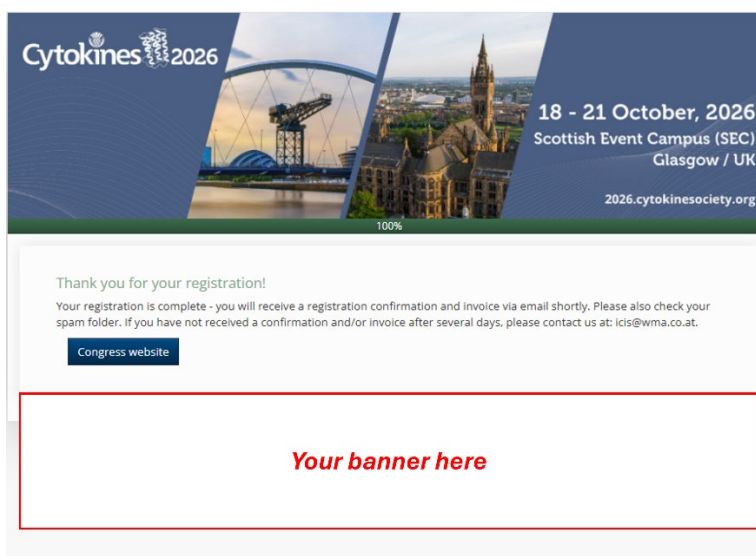 Cytokines 2026
18 - 21 October, 2026
Scottish Event Campus (SEC)
Glasgow / UK
2026.cytokinesociety.org
100%
Thank you for your registration!
Your registration is complete - you will receive a registration confirmation and invoice via email shortly. Please also check your
spam folder. If you have not received a confirmation and/or invoice after several days, please contact us at: icis@wma.co.at.
Congress website
Your banner here